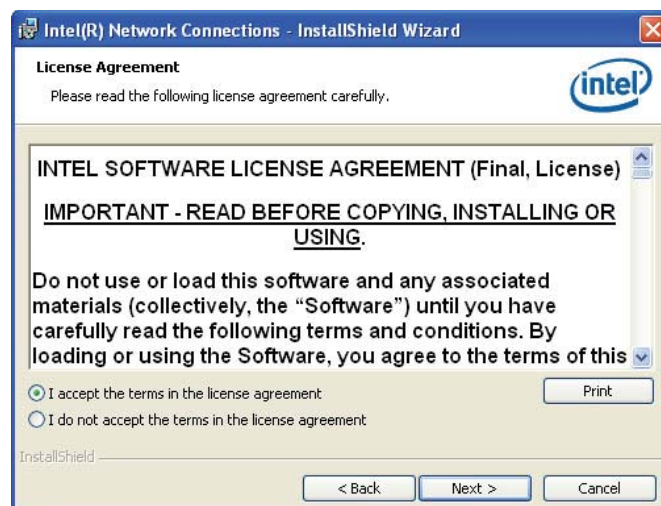 Intel(R) Network Connections - InstallShield Wizard
License Agreement
Please read the following license agreement carefully.
intel
INTEL SOFTWARE LICENSE AGREEMENT (Final, License)
IMPORTANT - READ BEFORE COPYING, INSTALLING OR
USING.
Do not use or load this software and any associated
materials (collectively, the “Software”) until you have
carefully read the following terms and conditions. By
loading or using the Software, you agree to the terms of this
I accept the terms in the license agreement
Print
I do not accept the terms in the license agreement
InstallShield
< Back
Next >
Cancel